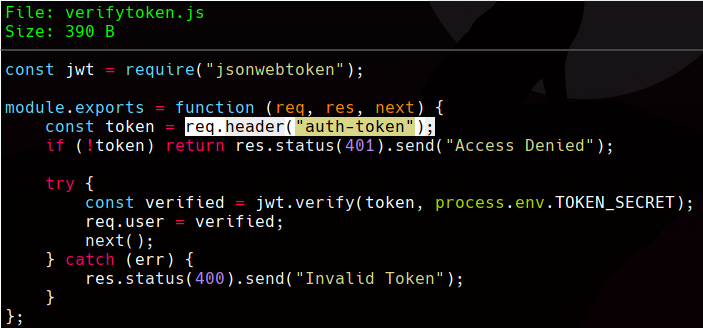 File: verifytoken.js
Size: 390 B
const jwt = require("jsonwebtoken");
module.exports = function (req, res, next) {
    const token = req.header("auth-token");
    if (!token) return res.status(401).send("Access Denied");
    try {
        const verified = jwt.verify(token, process.env.TOKEN_SECRET);
        req.user = verified;
        next();
    } catch (err) {
        res.status(400).send("Invalid Token");
    }
};